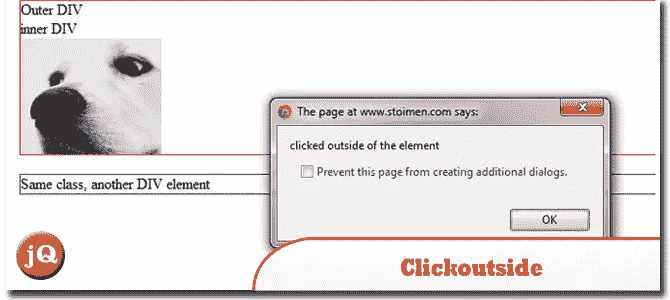 Outer DIV
inner DIV
The page at www.stoimen.com says:
clicked outside of the element
Prevent this page from creating additional dialogs.
OK
Same class, another DIV element
jQ
Clickoutside